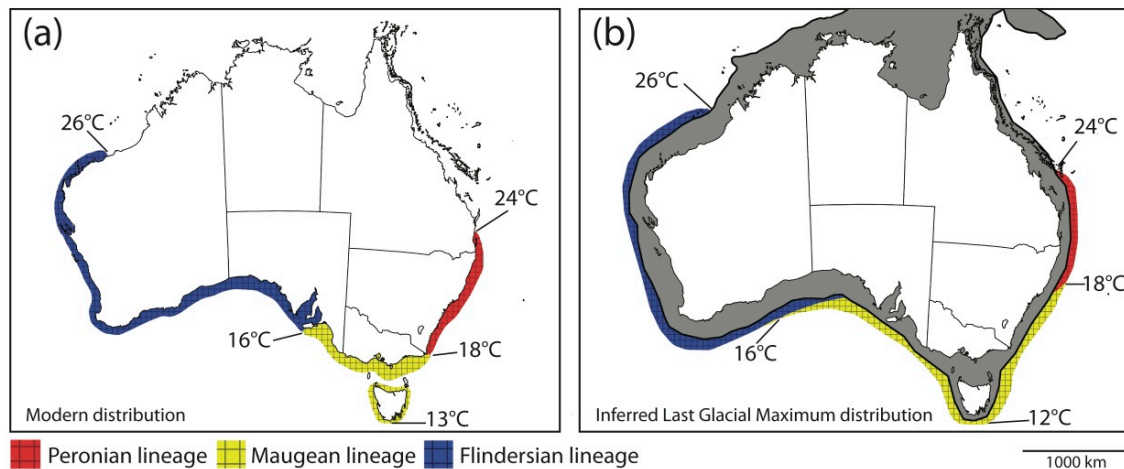 (a)
26°C
24°C
16°C
18°C
13°C
Modern distribution
(b)
26°C
24°C
18°C
16°C
12°C
Inferred Last Glacial Maximum distribution
Peronian lineage
Maugean lineage
Flindersian lineage
1000 km